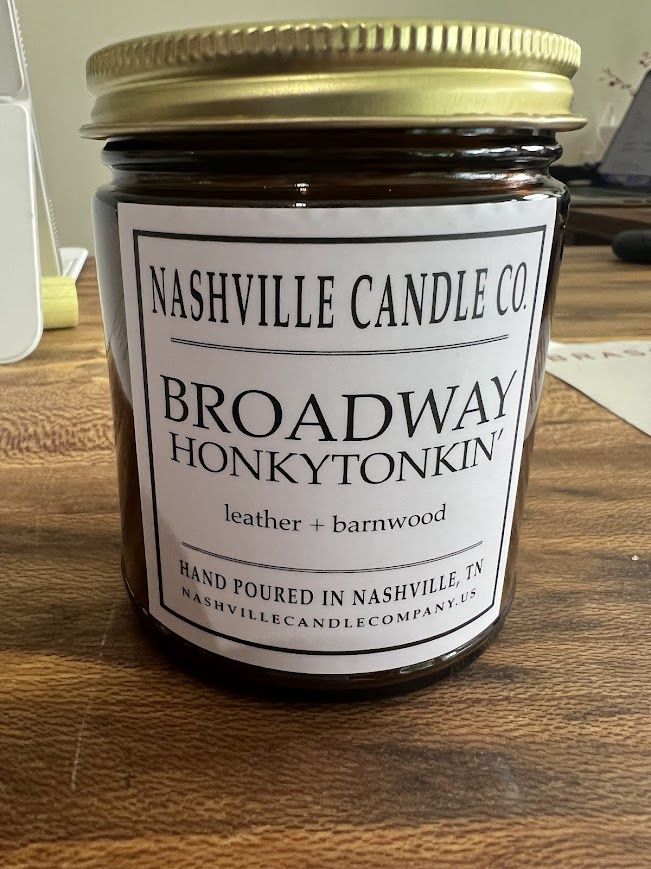 NASHVILLE CANDLE CO.
BROADWAY
HONKYTONKIN'
leather + barnwood
HAND POURED IN NASHVILLE, TN
NASHVILLECANDLECOMPANY.US